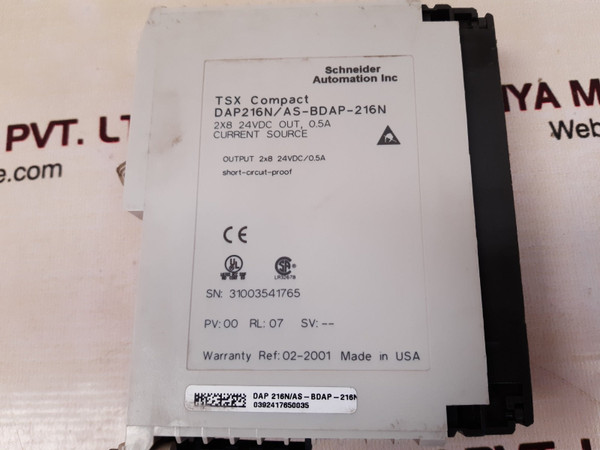 Schneider
Automation Inc
TSX Compact
DAP216N/AS-BDAP-216N
2X8 24VDC OUT, 0.5A
CURRENT SOURCE
OUTPUT 2x8 24VDC/0.5A
short-circuit-proof
CE
UL
SA
SN: 31003541765
PV:00 RL: 07 SV: --
Warranty Ref:02-2001 Made in USA
DAP 216N/AS-BDAP-216N
0392417650035
PVT. LT
e.com
YA M
Web